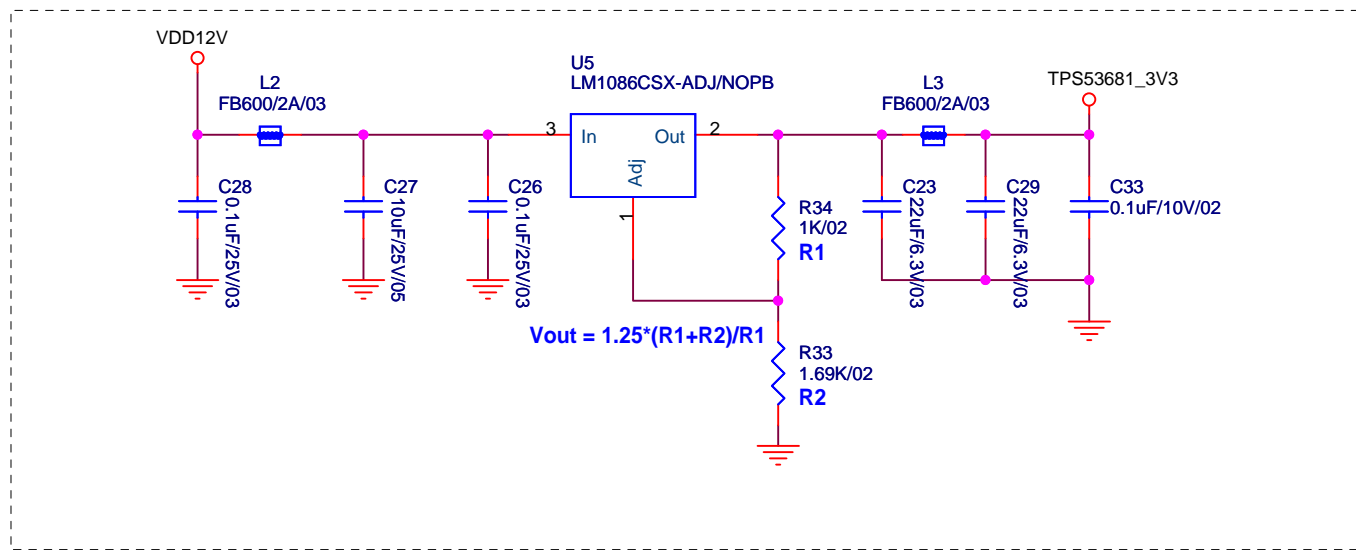 VDD12V
L2
FB600/2A/03
U5
LM1086CSX-ADJ/NOPB
L3
FB600/2A/03
TPS53681_3V3
3
In
Out
2
Adj
1
C28
0.1uF/25V/03
C27
10uF/25V/05
C26
0.1uF/25V/03
R34
1K/02
R1
C23
22uF/6.3V/03
C29
22uF/6.3V/03
C33
0.1uF/10V/02
Vout = 1.25*(R1+R2)/R1
R33
1.69K/02
R2